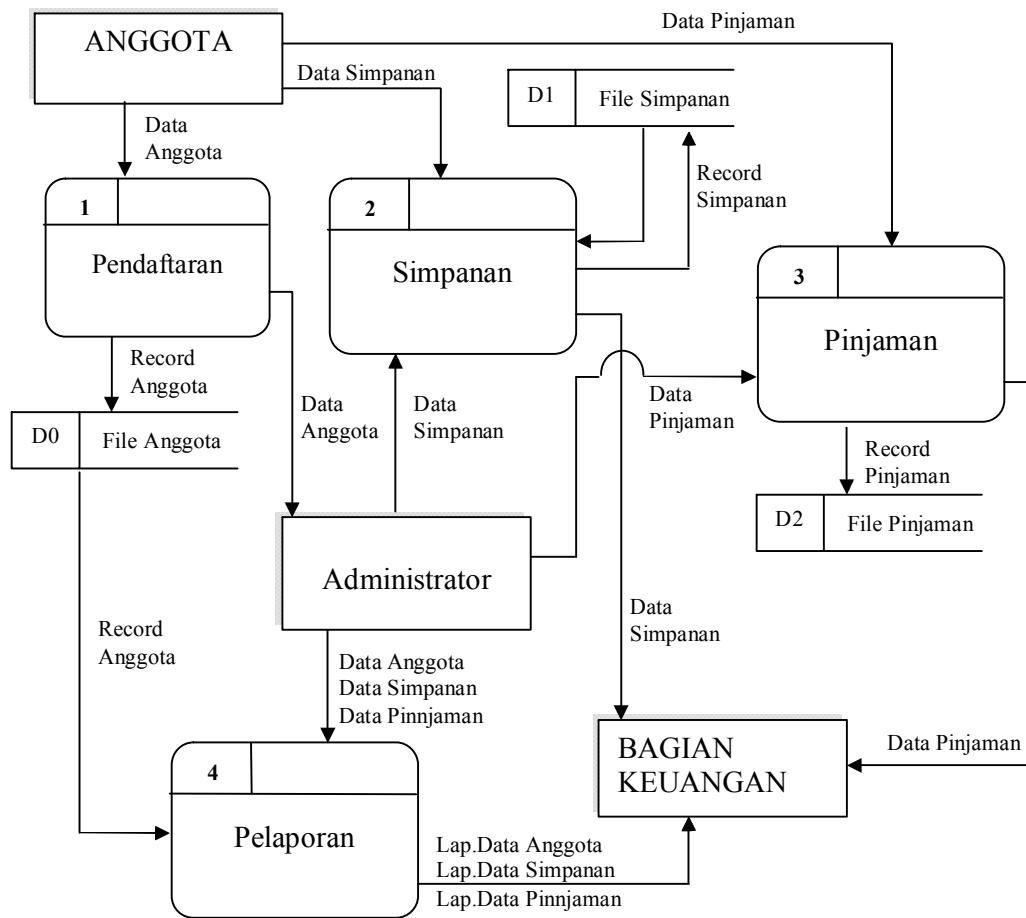 ANGGOTA
Data Pinjaman
Data Simpanan
D1
File Simpanan
Data
Anggota
Record
Simpanan
1
Pendaftaran
2
Simpanan
3
Pinjaman
Record
Anggota
D0
File Anggota
Data
Anggota
Data
Simpanan
Data
Pinjaman
Record
Pinjaman
D2
File Pinjaman
Administrator
Record
Anggota
Data
Simpanan
Data Anggota
Data Simpanan
Data Pinnjaman
BAGIAN
KEUANGAN
Data Pinjaman
4
Pelaporan
Lap.Data Anggota
Lap.Data Simpanan
Lap.Data Pinnjaman